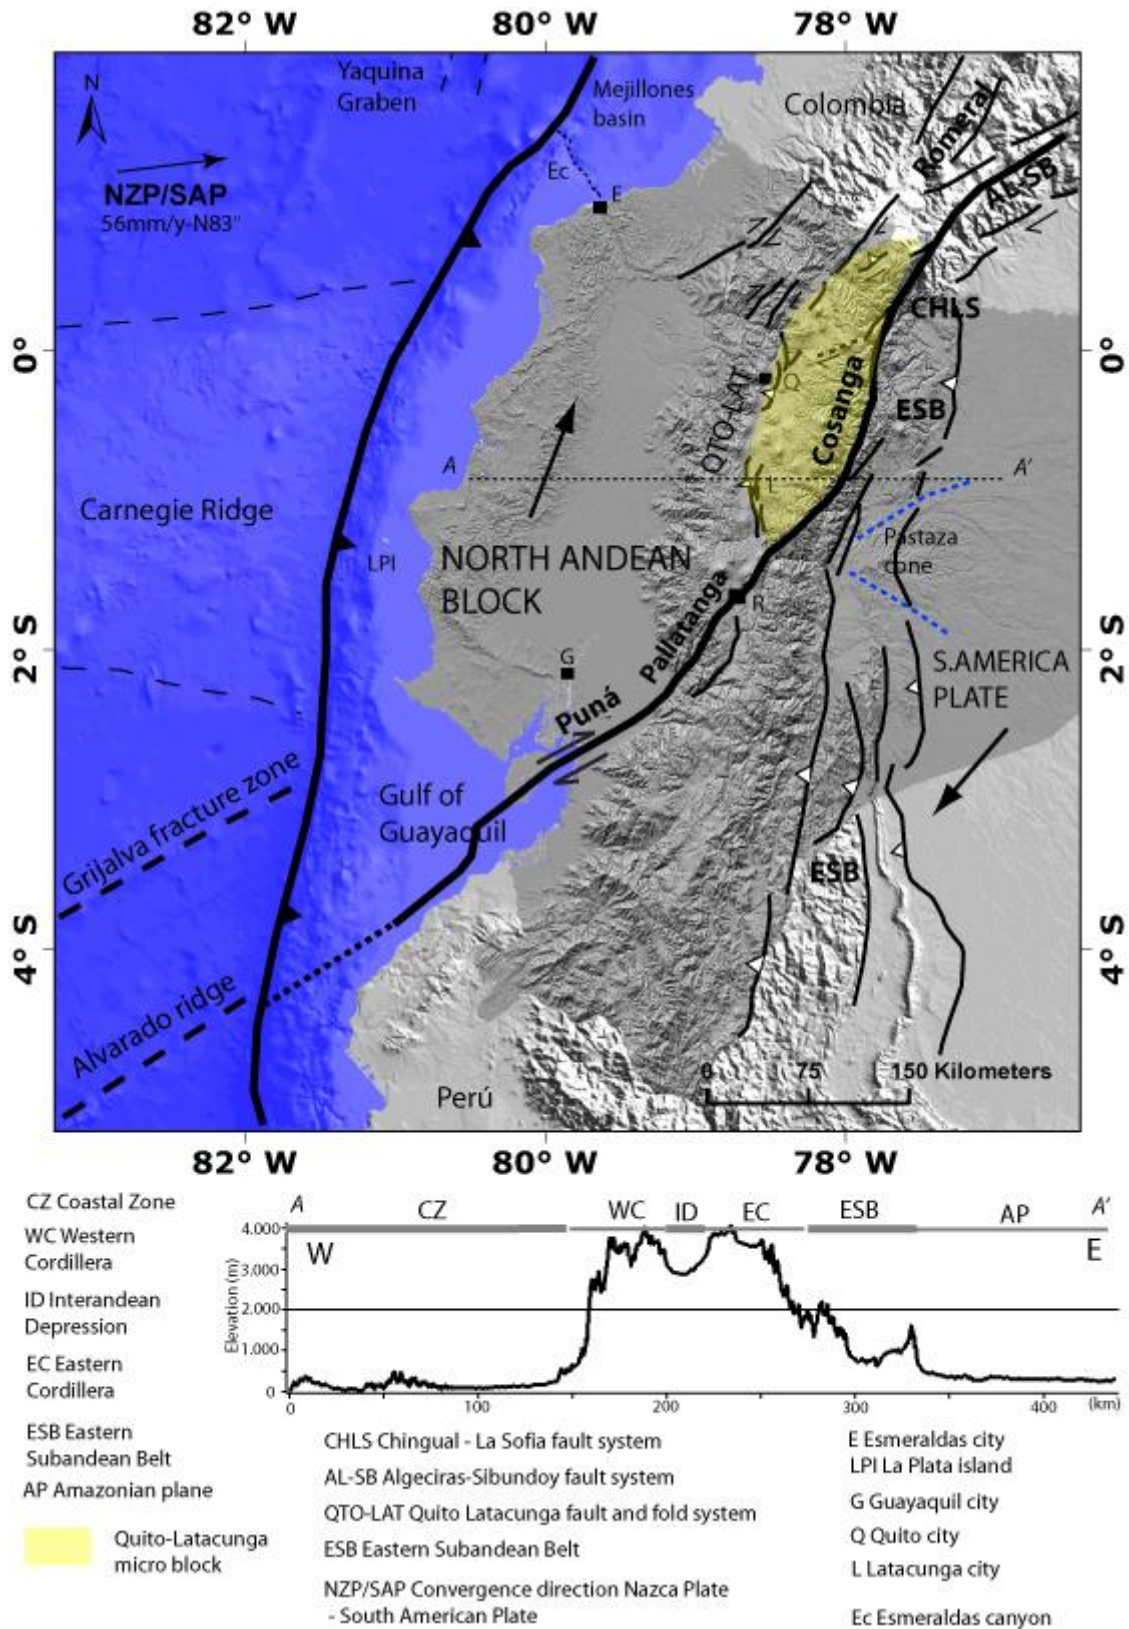 82° W 80° W 78° W
Yaquina
Graben
Mejillones
basin
Colombia
Romeral
AL-SB
N
NZP/SAP
56mm/y-N83°
Ec
E
CHLS
0°
0°
QTO-LAT
Q
Cosanga
ESB
A
A'
L
Carnegie Ridge
LPI
NORTH ANDEAN
BLOCK
Pastaza
cone
R
Pallatanga
2° S
2° S
G
Puná
S.AMERICA
PLATE
Grijalva fracture zone
Gulf of
Guayaquil
ESB
4° S
4° S
Alvarado ridge
Perú
0 75 150 Kilometers
82° W 80° W 78° W
CZ Coastal Zone
WC Western
Cordillera
ID Interandean
Depression
EC Eastern
Cordillera
ESB Eastern
Subandean Belt
AP Amazonian plane
Quito-Latacunga
micro block
A CZ WC ID EC ESB AP A'
W E
Elevation (m)
4.000
3.000
2.000
1.000
0
0 100 200 300 400 (km)
CHLS Chingual - La Sofia fault system
AL-SB Algeciras-Sibundoy fault system
QTO-LAT Quito Latacunga fault and fold system
ESB Eastern Subandean Belt
NZP/SAP Convergence direction Nazca Plate
- South American Plate
E Esmeraldas city
LPI La Plata island
G Guayaquil city
Q Quito city
L Latacunga city
Ec Esmeraldas canyon